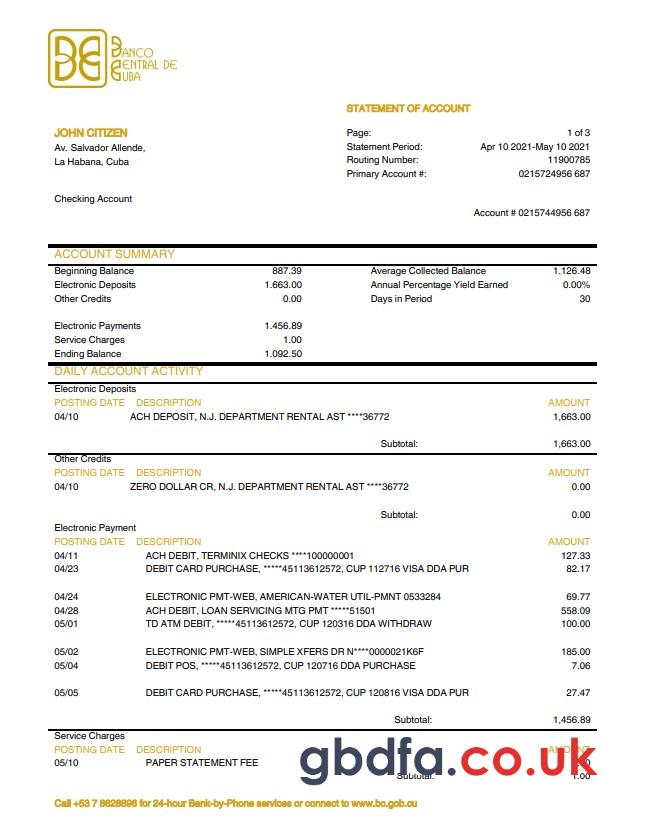 BANCO
CENTRAL DE
CUBA
STATEMENT OF ACCOUNT
JOHN CITIZEN
Av. Salvador Allende,
La Habana, Cuba
Page: 1 of 3
Statement Period: Apr 10 2021-May 10 2021
Routing Number: 11900785
Primary Account #: 0215724956 687
Checking Account
Account # 0215744956 687
ACCOUNT SUMMARY
Beginning Balance 887.39 Average Collected Balance 1.126.48
Electronic Deposits 1.663.00 Annual Percentage Yield Earned 0.00%
Other Credits 0.00 Days in Period 30
Electronic Payments 1.456.89
Service Charges 1.00
Ending Balance 1.092.50
DAILY ACCOUNT ACTIVITY
Electronic Deposits
POSTING DATE DESCRIPTION AMOUNT
04/10 ACH DEPOSIT, N.J. DEPARTMENT RENTAL AST ****36772 1,663.00
Subtotal: 1,663.00
Other Credits
POSTING DATE DESCRIPTION AMOUNT
04/10 ZERO DOLLAR CR, N.J. DEPARTMENT RENTAL AST ****36772 0.00
Subtotal: 0.00
Electronic Payment
POSTING DATE DESCRIPTION AMOUNT
04/11 ACH DEBIT, TERMINIX CHECKS ****100000001 127.33
04/23 DEBIT CARD PURCHASE, *****45113612572, CUP 112716 VISA DDA PUR 82.17
04/24 ELECTRONIC PMT-WEB, AMERICAN-WATER UTIL-PMNT 0533284 69.77
04/28 ACH DEBIT, LOAN SERVICING MTG PMT *****51501 558.09
05/01 TD ATM DEBIT, *****45113612572, CUP 120316 DDA WITHDRAW 100.00
05/02 ELECTRONIC PMT-WEB, SIMPLE XFERS DR N****0000021K6F 185.00
05/04 DEBIT POS, *****45113612572, CUP 120716 DDA PURCHASE 7.06
05/05 DEBIT CARD PURCHASE, *****45113612572, CUP 120816 VISA DDA PUR 27.47
Subtotal: 1,456.89
Service Charges
POSTING DATE DESCRIPTION AMOUNT
05/10 PAPER STATEMENT FEE
gbdfa.co.uk
Subtotal: 1.00
Call +53 7 8628896 for 24-hour Bank-by-Phone services or connect to www.bc.gob.cu